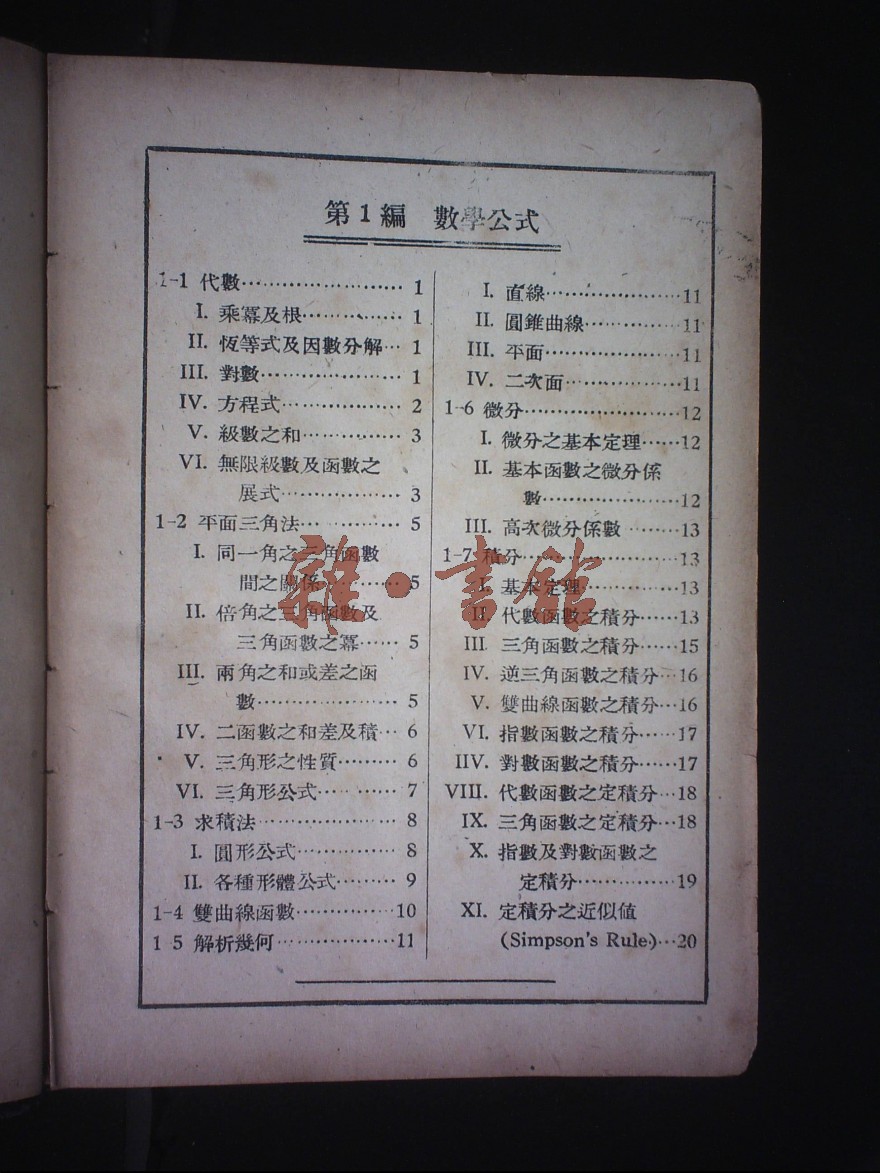 第1編 數學公式
1-1 代數························ 1
I. 乘冪及根··············· 1
II. 恆等式及因數分解··· 1
III. 對數····················· 1
IV. 方程式·················· 2
V. 級數之和··············· 3
VI. 無限級數及函數之
展式·················· 3
1-2 平面三角法··············· 5
I. 同一角之三角函數
間之關係············ 5
II. 倍角之三角函數及
三角函數之冪······ 5
III. 兩角之和或差之函
數····················· 5
IV. 二函數之和差及積··· 6
V. 三角形之性質········· 6
VI. 三角形公式············ 7
1-3 求積法····················· 8
I. 圓形公式··············· 8
II. 各種形體公式········· 9
1-4 雙曲線函數···············10
1 5 解析幾何··················11
I. 直線·····················11
II. 圓錐曲線···············11
III. 平面·····················11
IV. 二次面··················11
1-6 微分························12
I. 微分之基本定理······12
II. 基本函數之微分係
數·····················12
III. 高次微分係數·········13
1-7 積分························13
I. 基本定理···············13
II. 代數函數之積分······13
III. 三角函數之積分······15
IV. 逆三角函數之積分···16
V. 雙曲線函數之積分···16
VI. 指數函數之積分······17
IIV. 對數函數之積分······17
VIII. 代數函數之定積分···18
IX. 三角函數之定積分···18
X. 指數及對數函數之
定積分···············19
XI. 定積分之近似値
(Simpson's Rule)···20
雜·書館